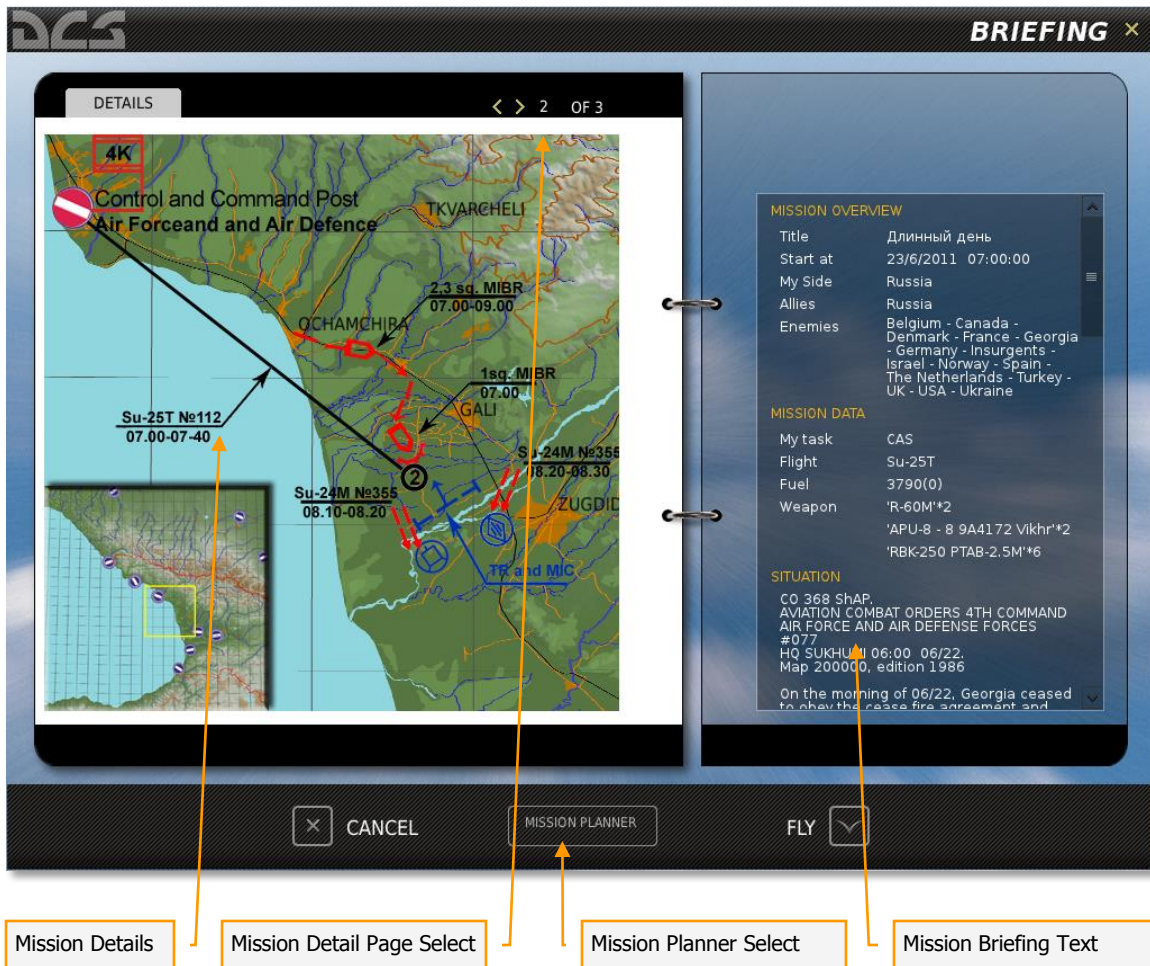 DCS
BRIEFING ×
DETAILS
< > 2 OF 3
4K
Control and Command Post
Air Forceand and Air Defence
TKVARCHELI
2.3 sq. MIBR
07.00-09.00
OCHAMCHIRA
1sq. MIBR
07.00
GALI
Su-25T №112
07.00-07-40
Su-24M №355
08.20-08.30
2
Su-24M №355
08.10-08.20
ZUGDID
TR and MIC
MISSION OVERVIEW
Title Длинный день
Start at 23/6/2011 07:00:00
My Side Russia
Allies Russia
Enemies Belgium - Canada -
Denmark - France - Georgia
- Germany - Insurgents -
Israel - Norway - Spain -
The Netherlands - Turkey -
UK - USA - Ukraine
MISSION DATA
My task CAS
Flight Su-25T
Fuel 3790(0)
Weapon 'R-60M'*2
'APU-8 - 8 9A4172 Vikhr'*2
'RBK-250 PTAB-2.5M'*6
SITUATION
CO 368 ShAP.
AVIATION COMBAT ORDERS 4TH COMMAND
AIR FORCE AND AIR DEFENSE FORCES
#077
HQ 06:00 06/22.
Map 200000, edition 1986
On the morning of 06/22, Georgia ceased
to obey the cease fire agreement and
CANCEL
MISSION PLANNER
FLY
Mission Details
Mission Detail Page Select
Mission Planner Select
Mission Briefing Text